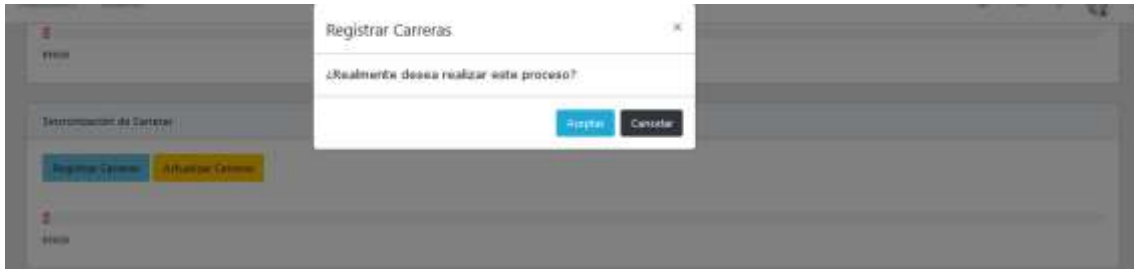 Registrar Carreras
×
¿Realmente desea realizar este proceso?
Aceptar Cancelar
Sincronización de Carreras
Registrar Carreras Actualizar Carreras